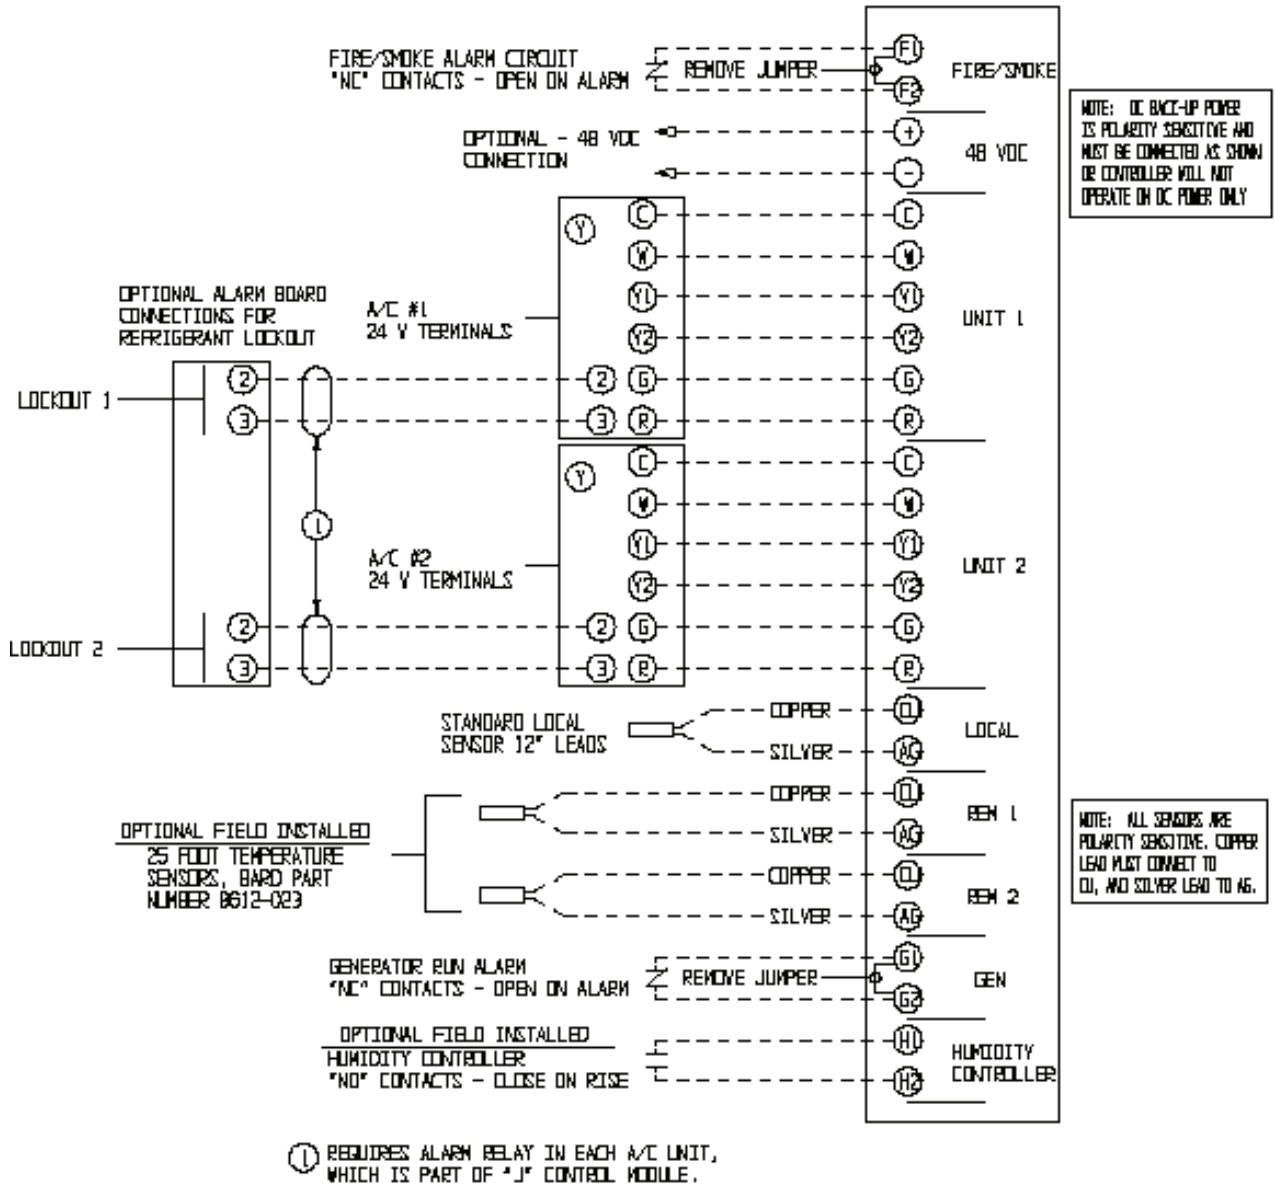 FIRE/SMOKE ALARM CIRCUIT
"NC" CONTACTS - OPEN ON ALARM
REMOVE JUMPER
F1
F2
FIRE/SMOKE
OPTIONAL - 48 VDC
CONNECTION
+
-
48 VDC
NOTE: DC BACK-UP POWER
IS POLARITY SENSITIVE AND
MUST BE CONNECTED AS SHOWN
OR CONTROLLER WILL NOT
OPERATE ON DC POWER ONLY
Y
C
W
Y1
Y2
2 G
3 R
C
W
Y1
Y2
G
R
UNIT 1
A/C #1
24 V TERMINALS
OPTIONAL ALARM BOARD
CONNECTIONS FOR
REFRIGERANT LOCKOUT
LOCKOUT 1
2
3
1
Y
C
W
Y1
Y2
2 G
3 R
C
W
Y1
Y2
G
R
UNIT 2
A/C #2
24 V TERMINALS
LOCKOUT 2
2
3
STANDARD LOCAL
SENSOR 12" LEADS
COPPER
SILVER
CU
AG
LOCAL
OPTIONAL FIELD INSTALLED
25 FOOT TEMPERATURE
SENSORS, BARD PART
NUMBER 8612-023
COPPER
SILVER
CU
AG
REM 1
COPPER
SILVER
CU
AG
REM 2
NOTE: ALL SENSORS ARE
POLARITY SENSITIVE. COPPER
LEAD MUST CONNECT TO
CU, AND SILVER LEAD TO AG.
GENERATOR RUN ALARM
"NC" CONTACTS - OPEN ON ALARM
REMOVE JUMPER
G1
G2
GEN
OPTIONAL FIELD INSTALLED
HUMIDITY CONTROLLER
"NO" CONTACTS - CLOSE ON RISE
H1
H2
HUMIDITY
CONTROLLER
1 REQUIRES ALARM RELAY IN EACH A/C UNIT,
WHICH IS PART OF "J" CONTROL MODULE.